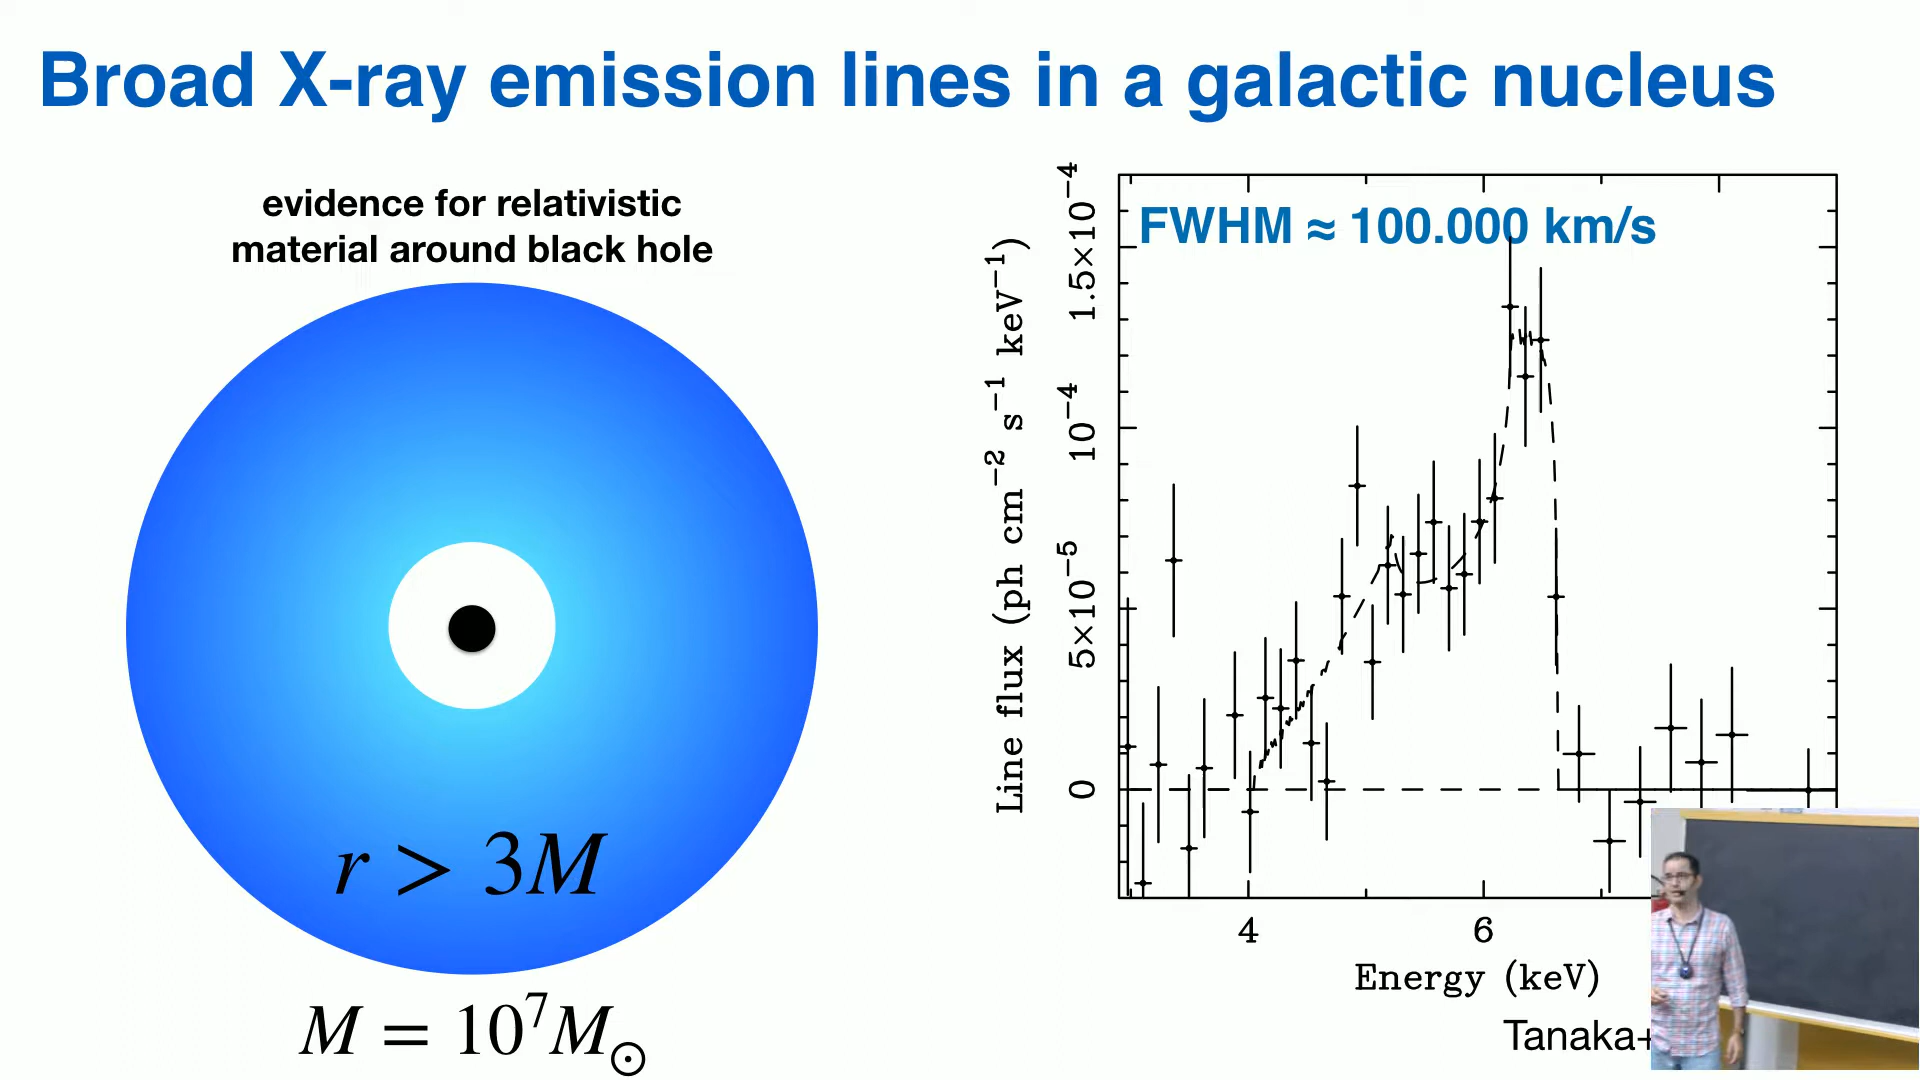 Broad X-ray emission lines in a galactic nucleus
evidence for relativistic
material around black hole
r > 3M
M = 10⁷M⊙
FWHM ≈ 100.000 km/s
Line flux (ph cm⁻² s⁻¹ keV⁻¹)
1.5×10⁻⁴
10⁻⁴
5×10⁻⁵
0
4
6
Energy (keV)
Tanaka+